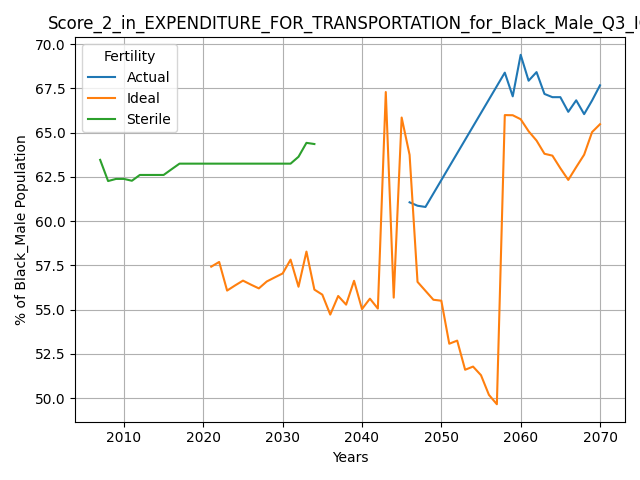 Score_2_in_EXPENDITURE_FOR_TRANSPORTATION_for_Black_Male_Q3_I
Fertility
Actual
Ideal
Sterile
% of Black_Male Population
70.0
67.5
65.0
62.5
60.0
57.5
55.0
52.5
50.0
2010 2020 2030 2040 2050 2060 2070
Years